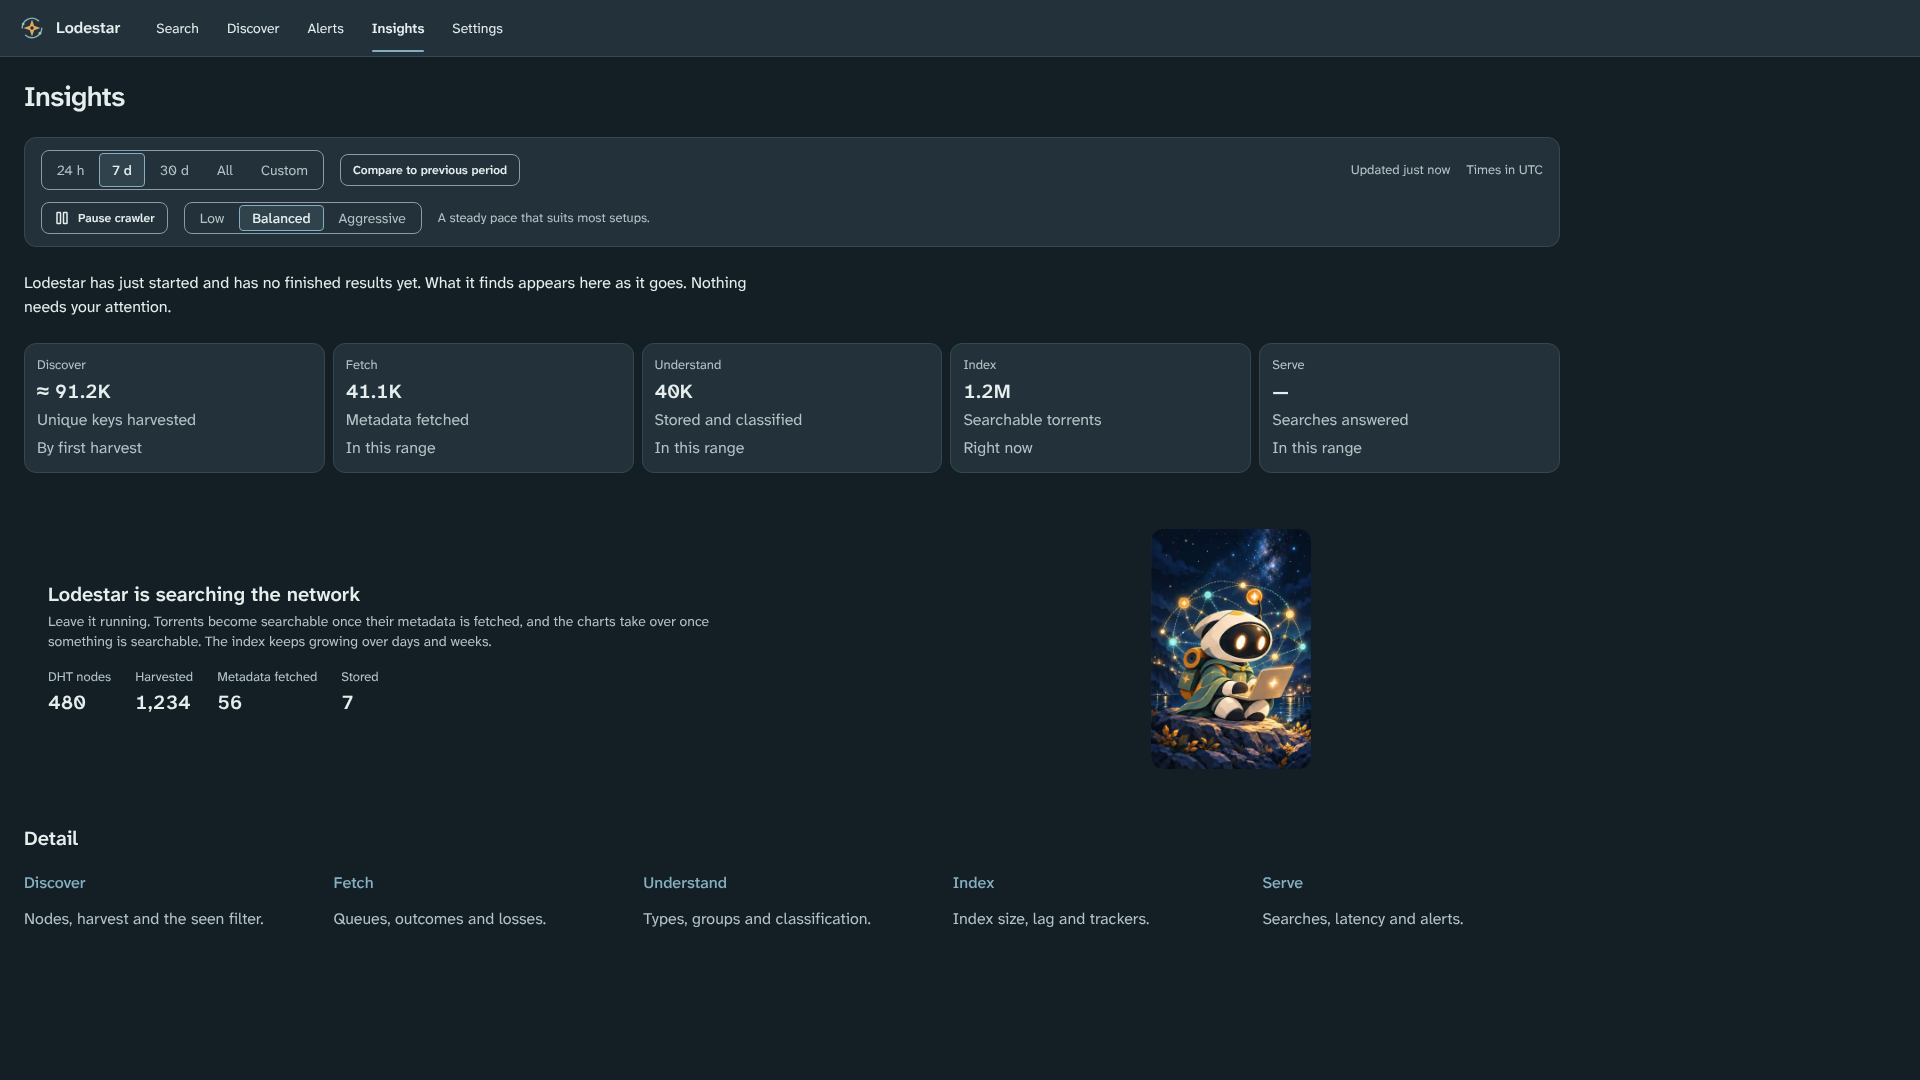 Lodestar
Search
Discover
Alerts
Insights
Settings
Insights
24 h
7 d
30 d
All
Custom
Compare to previous period
Updated just now
Times in UTC
Pause crawler
Low
Balanced
Aggressive
A steady pace that suits most setups.
Lodestar has just started and has no finished results yet. What it finds appears here as it goes. Nothing
needs your attention.
Discover
≈ 91.2K
Unique keys harvested
By first harvest
Fetch
41.1K
Metadata fetched
In this range
Understand
40K
Stored and classified
In this range
Index
1.2M
Searchable torrents
Right now
Serve
—
Searches answered
In this range
Lodestar is searching the network
Leave it running. Torrents become searchable once their metadata is fetched, and the charts take over once
something is searchable. The index keeps growing over days and weeks.
DHT nodes
480
Harvested
1,234
Metadata fetched
56
Stored
7
Detail
Discover
Nodes, harvest and the seen filter.
Fetch
Queues, outcomes and losses.
Understand
Types, groups and classification.
Index
Index size, lag and trackers.
Serve
Searches, latency and alerts.